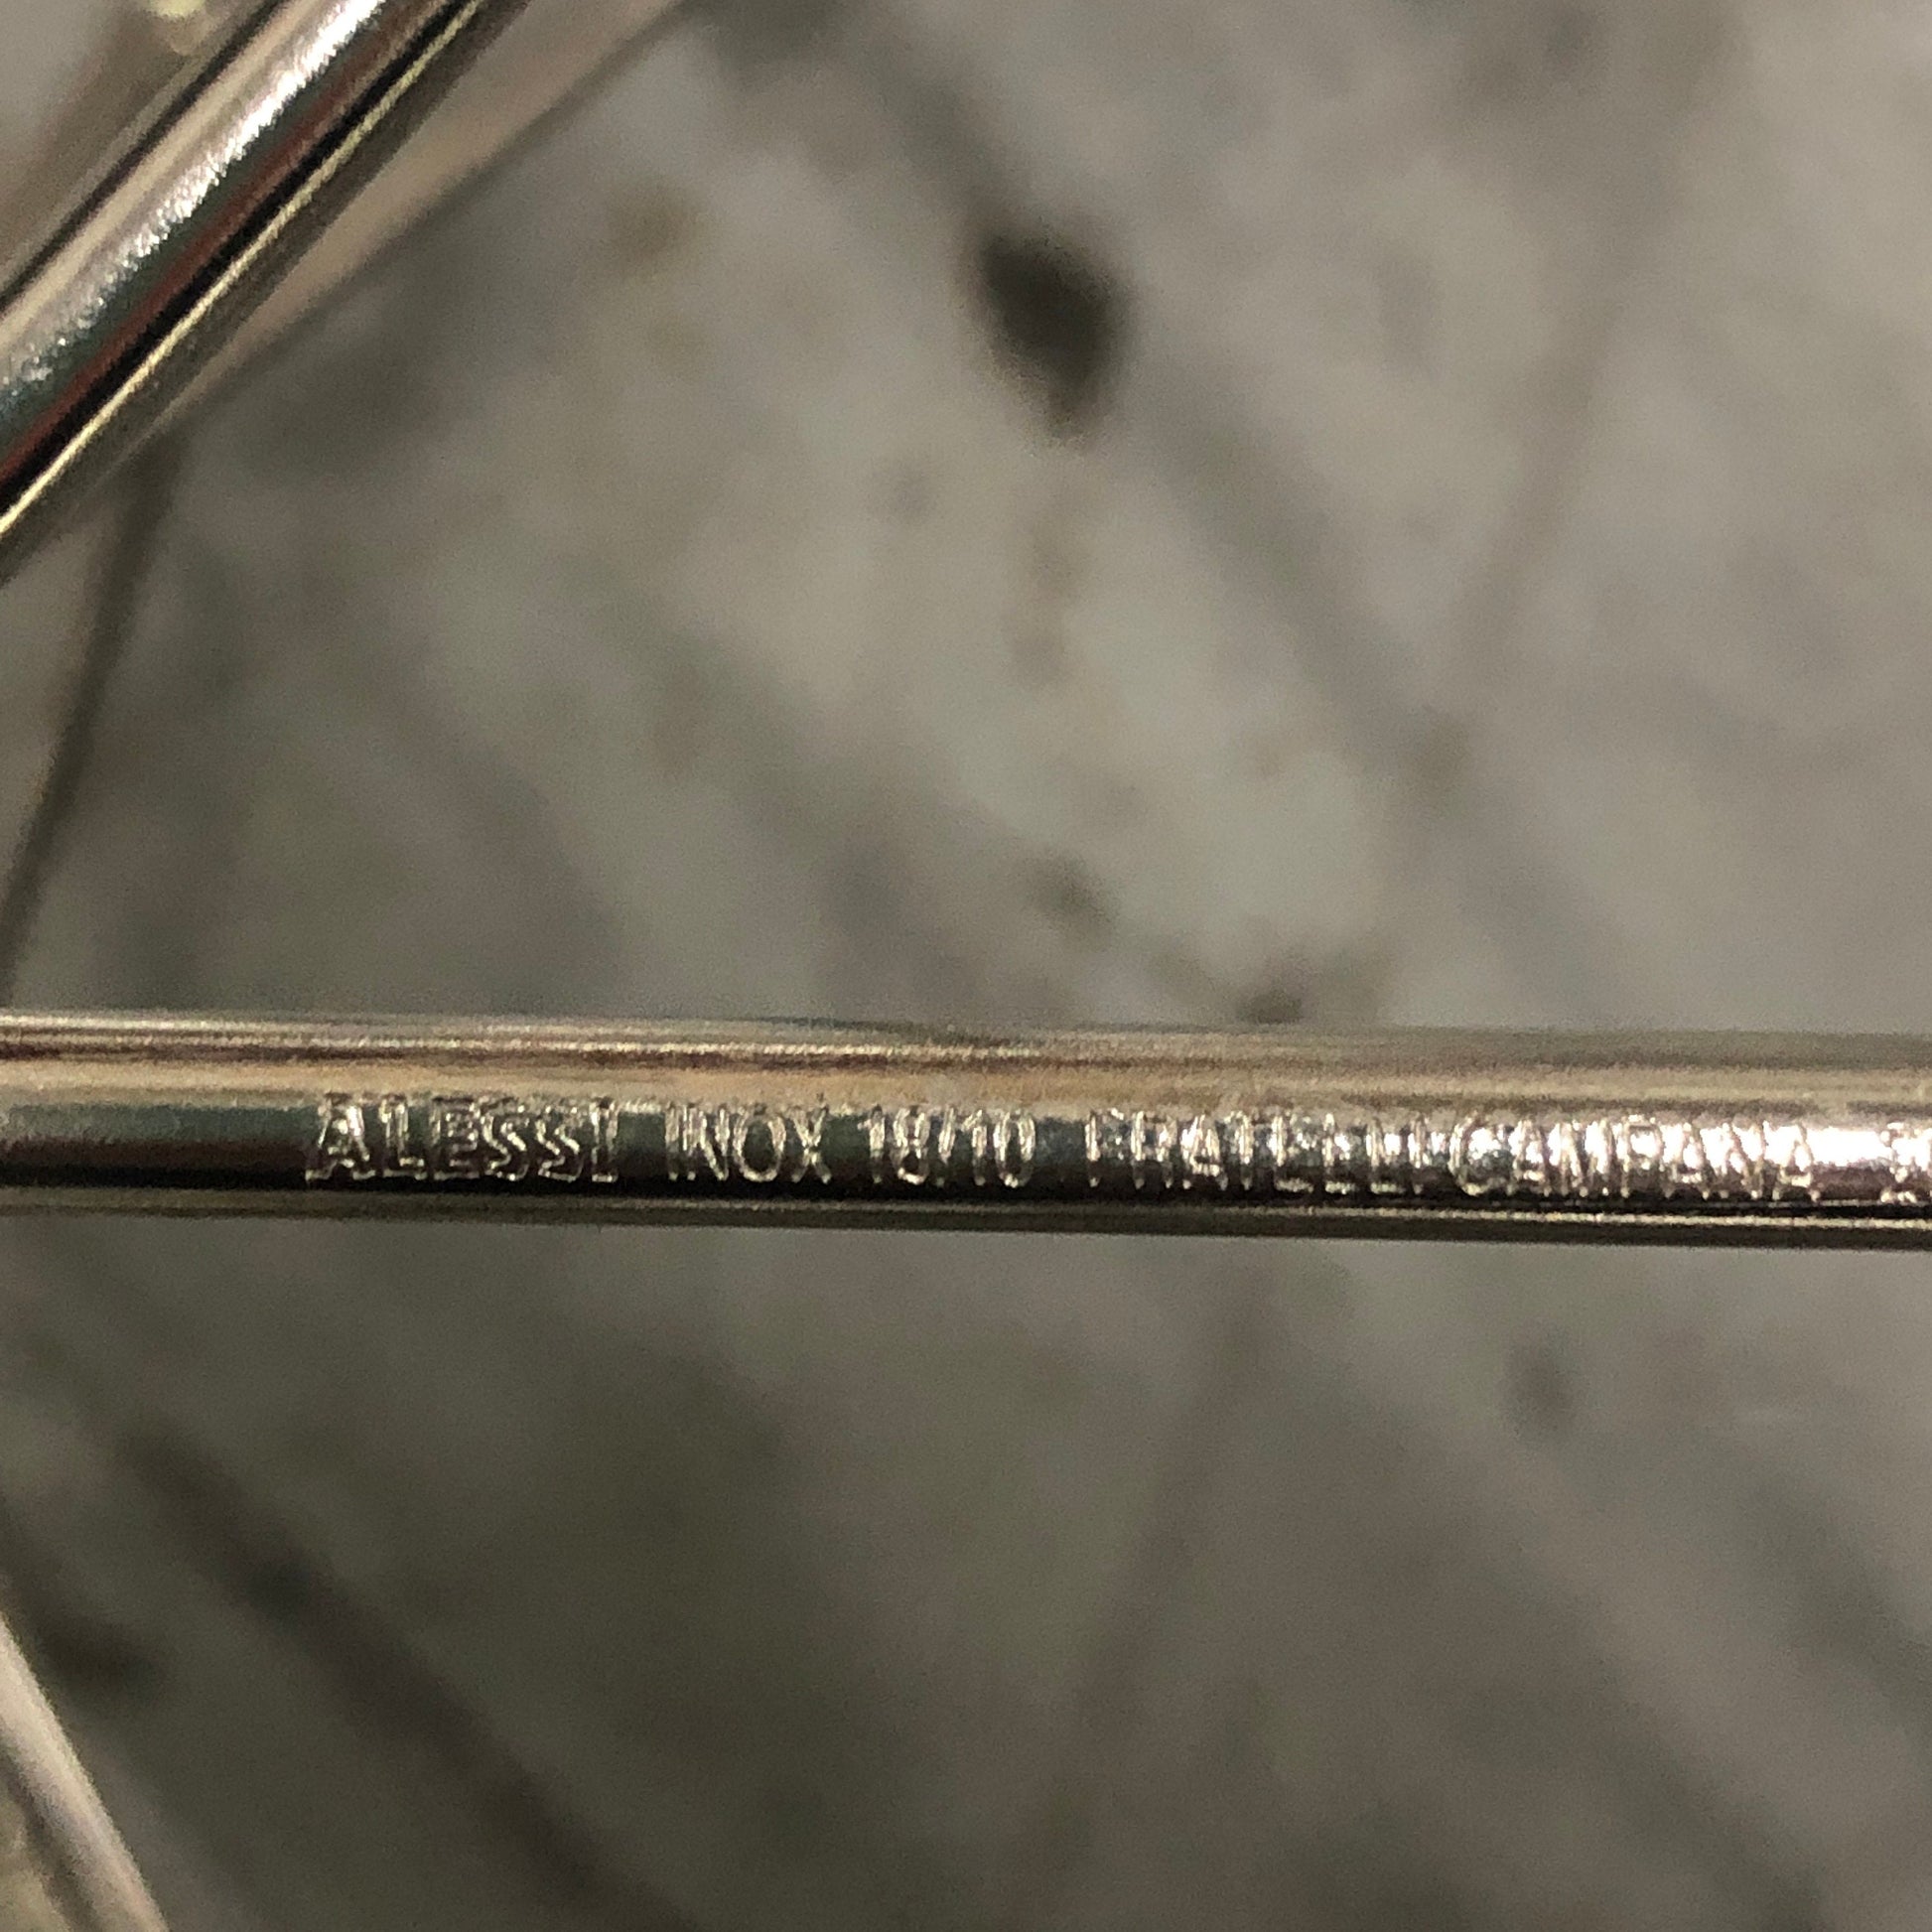 ALESSI INOX 18/10 FRATELLI CAMPANA